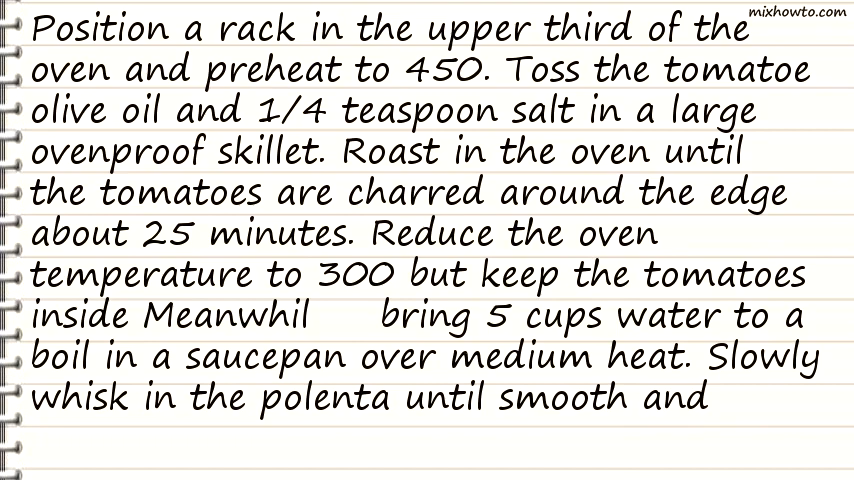 mixhowto.com
Position a rack in the upper third of the
oven and preheat to 450. Toss the tomatoe
olive oil and 1/4 teaspoon salt in a large
ovenproof skillet. Roast in the oven until
the tomatoes are charred around the edge
about 25 minutes. Reduce the oven
temperature to 300 but keep the tomatoes
inside Meanwhil bring 5 cups water to a
boil in a saucepan over medium heat. Slowly
whisk in the polenta until smooth and